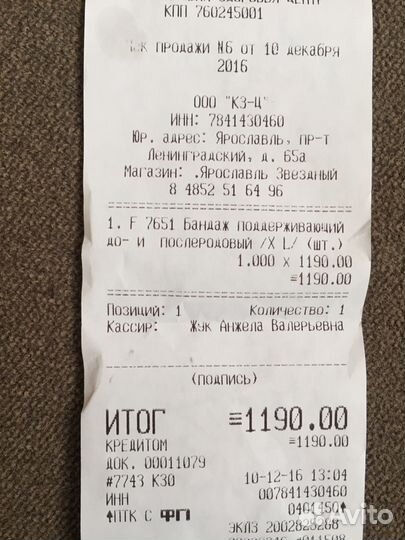 КПП 760245001
Чек продажи N6 от 10 декабря
2016
ООО "КЗ-Ц"
ИНН: 7841430460
Юр. адрес: Ярославль, пр-т
Ленинградский, д. 65а
Магазин: .Ярославль Звездный
8 4852 51 64 96
1. F 7651 Бандаж поддерживающий
до- и послеродовый /X L/ (шт.)
1.000 x 1190.00
=1190.00
Позиций: 1 Количество: 1
Кассир: Жук Анжела Валерьевна
(подпись)
ИТОГ ≡1190.00
КРЕДИТОМ ≡1190.00
ДОК. 00011079
#7743 К30 10-12-16 13:04
ИНН 007841430460
ПТК С ФП
ЭКЛЗ
Avito